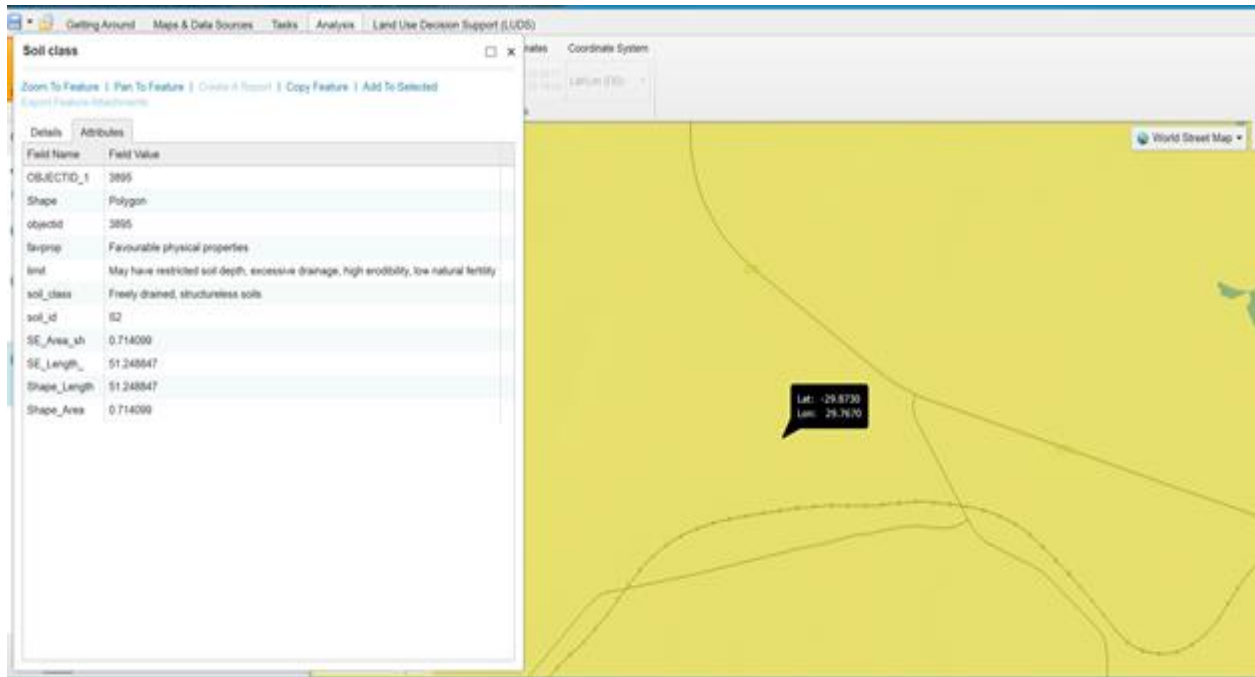 Getting Around Maps & Data Sources Tasks Analysis Land Use Decision Support (LUDS)
Soil class
Coordinate System
Zoom To Feature | Pan To Feature | Create A Report | Copy Feature | Add To Selected
Export Feature Attachments
Lat/Lon (DD)
Details Attributes
World Street Map
Field Name Field Value
OBJECTID_1 3895
Shape Polygon
objectid 3895
favprop Favourable physical properties
limit May have restricted soil depth, excessive drainage, high erodibility, low natural fertility
soil_class Freely drained, structureless soils
soil_id S2
SE_Area_sh 0.714099
SE_Length_ 51.248847
Shape_Length 51.248847
Shape_Area 0.714099
Lat: -29.8730
Lon: 29.7670